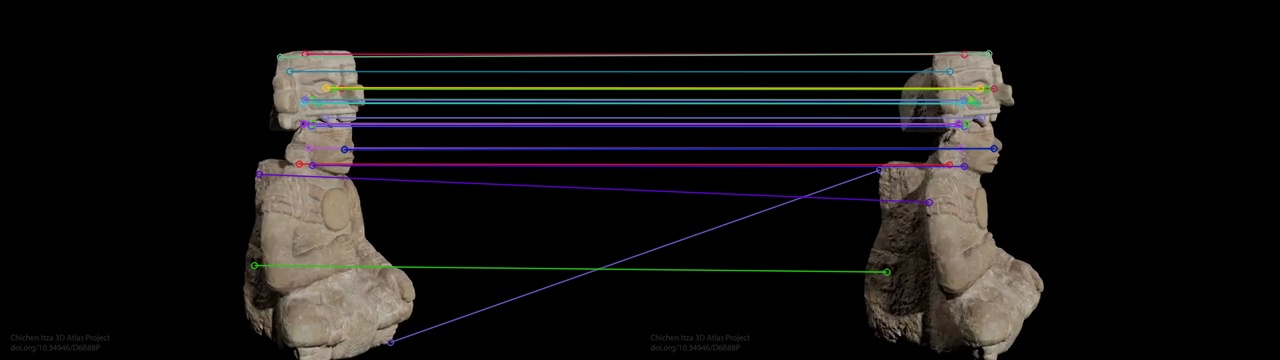 Chichen Itza 3D Atlas Project
doi.org/10.34946/D6B88P
Chichen Itza 3D Atlas Project
doi.org/10.34946/D6B88P